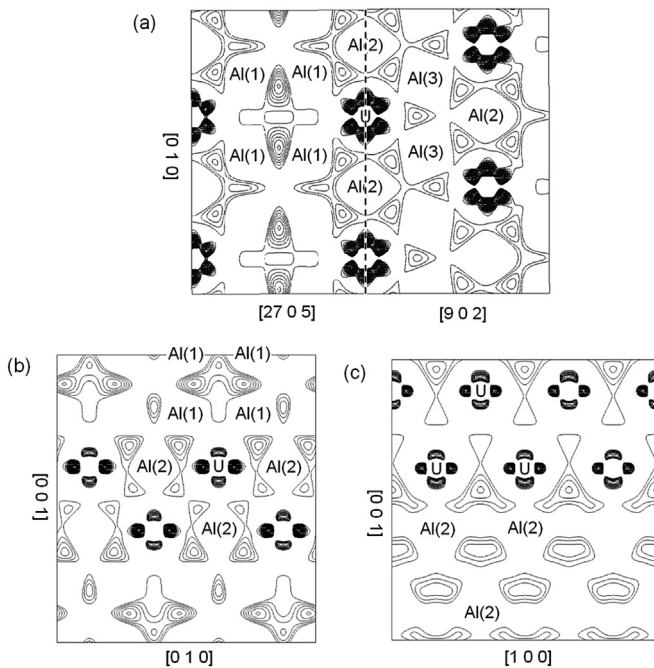 (a)
Al(2)
Al(1) Al(1) Al(3)
U Al(2)
[0 1 0]
Al(1) Al(1) Al(3)
Al(2)
[27 0 5] [9 0 2]
(b)
Al(1) Al(1)
Al(1) Al(1)
Al(2) U Al(2)
[0 0 1]
Al(2)
[0 1 0]
(c)
U
U U
[0 0 1]
Al(2) Al(2)
Al(2)
[1 0 0]